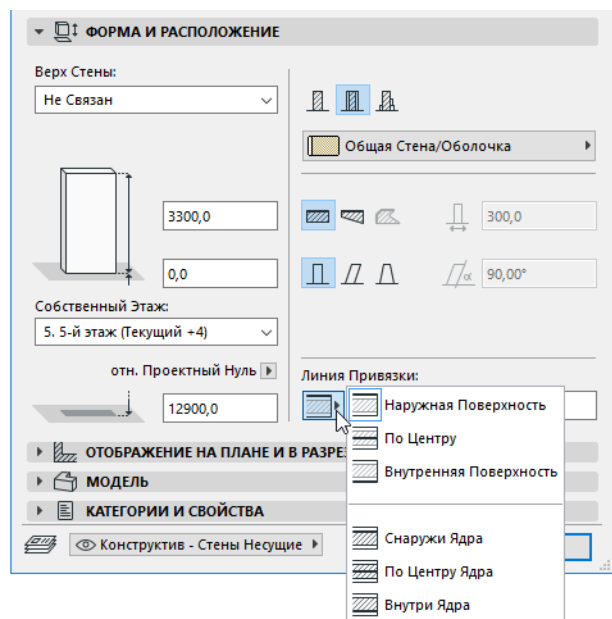 ФОРМА И РАСПОЛОЖЕНИЕ
Верх Стены:
Не Связан
Общая Стена/Оболочка
3300,0
300,0
0,0
α
90,00°
Собственный Этаж:
5. 5-й этаж (Текущий +4)
отн. Проектный Нуль
Линия Привязки:
12900,0
Наружная Поверхность
По Центру
Внутренняя Поверхность
Снаружи Ядра
По Центру Ядра
Внутри Ядра
ОТОБРАЖЕНИЕ НА ПЛАНЕ И В РАЗРЕ
МОДЕЛЬ
КАТЕГОРИИ И СВОЙСТВА
Конструктив - Стены Несущие